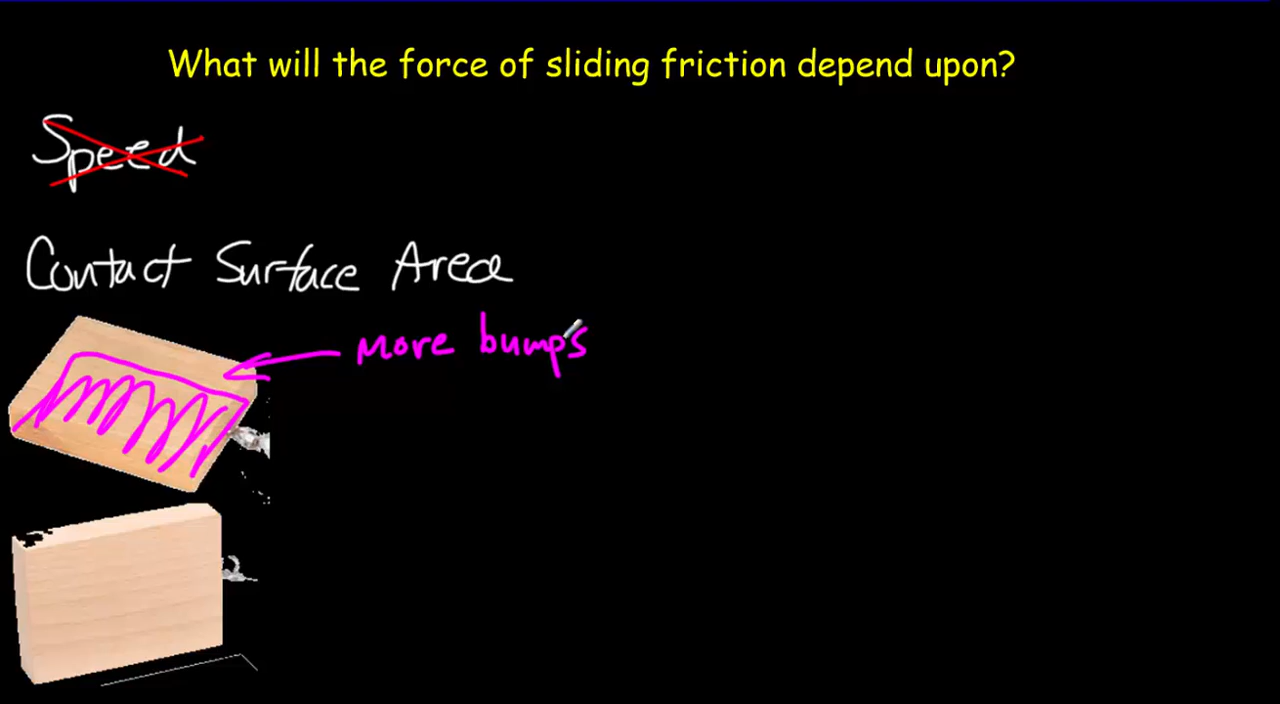 What will the force of sliding friction depend upon?
Speed
Contact Surface Area
More bumps